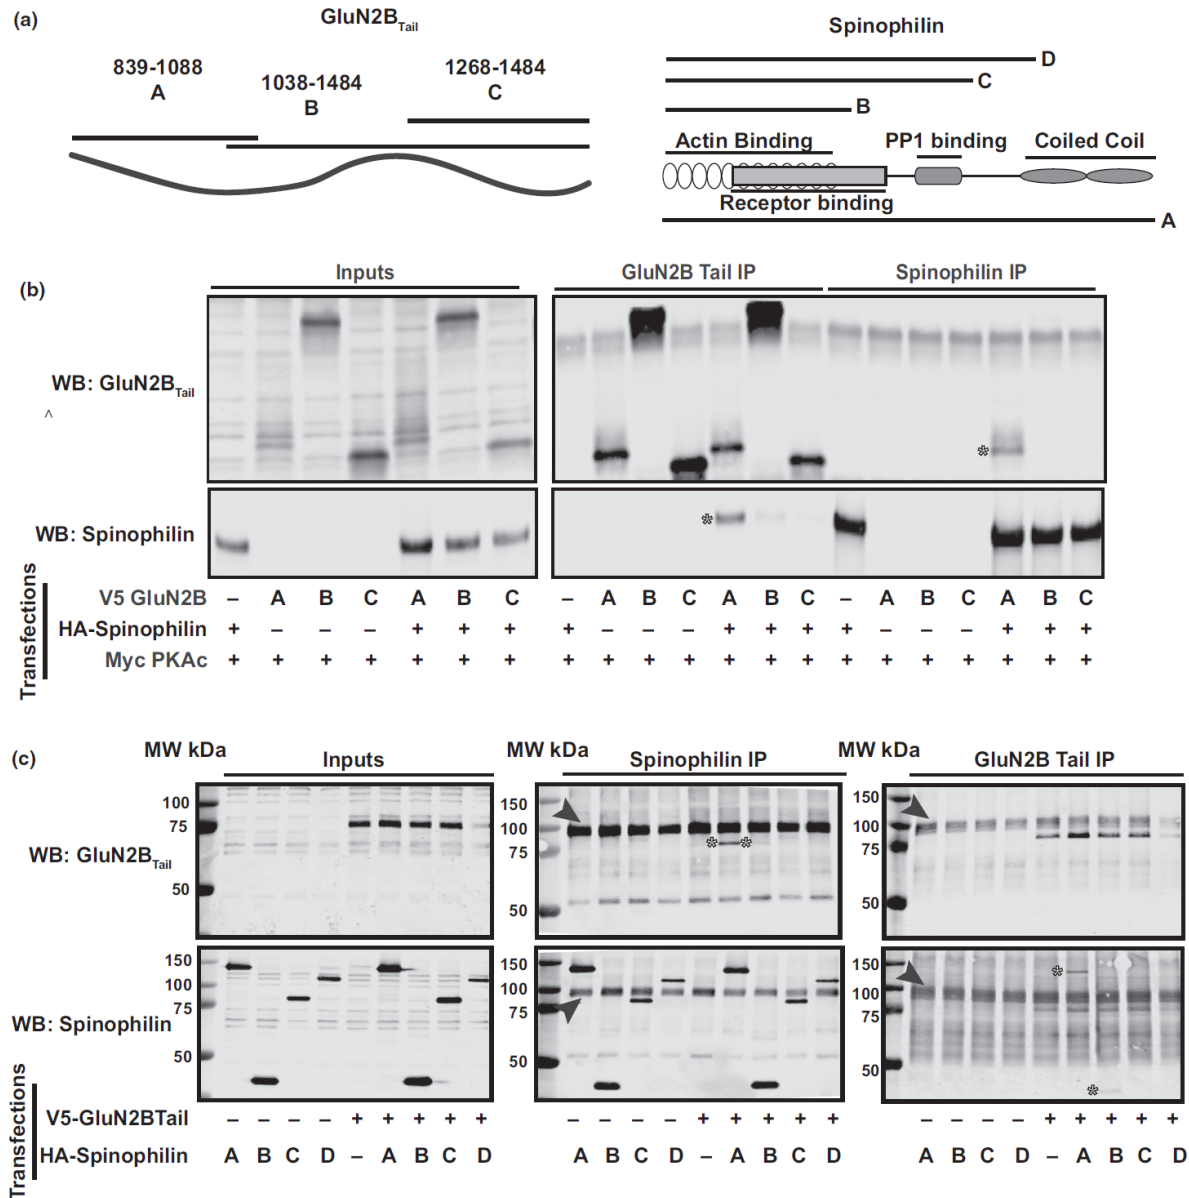 (a)
GluN2BTail
Spinophilin
839-1088
A
1038-1484
B
1268-1484
C
D
C
B
Actin Binding
PP1 binding
Coiled Coil
Receptor binding
A
(b)
Inputs
GluN2B Tail IP
Spinophilin IP
WB: GluN2BTail
^
*
WB: Spinophilin
*
Transfections
V5 GluN2B – A B C A B C – A B C A B C – A B C A B C
HA-Spinophilin + – – – + + + + – – – + + + + – – – + + +
Myc PKAc + + + + + + + + + + + + + + + + + + + + +
(c)
MW kDa
Inputs
MW kDa
Spinophilin IP
MW kDa
GluN2B Tail IP
WB: GluN2BTail
100
75
50
150
100
75
50
* *
150
100
75
50
WB: Spinophilin
150
100
75
50
150
100
75
50
150
100
75
50
*
*
Transfections
V5-GluN2BTail – – – – + + + + + – – – – + + + + + – – – – + + + + +
HA-Spinophilin A B C D – A B C D A B C D – A B C D A B C D – A B C D